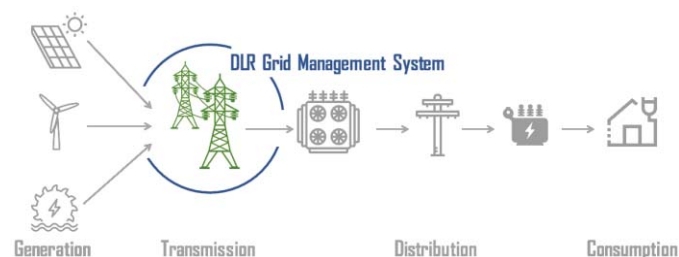 DLR Grid Management System
Generation
Transmission
Distribution
Consumption